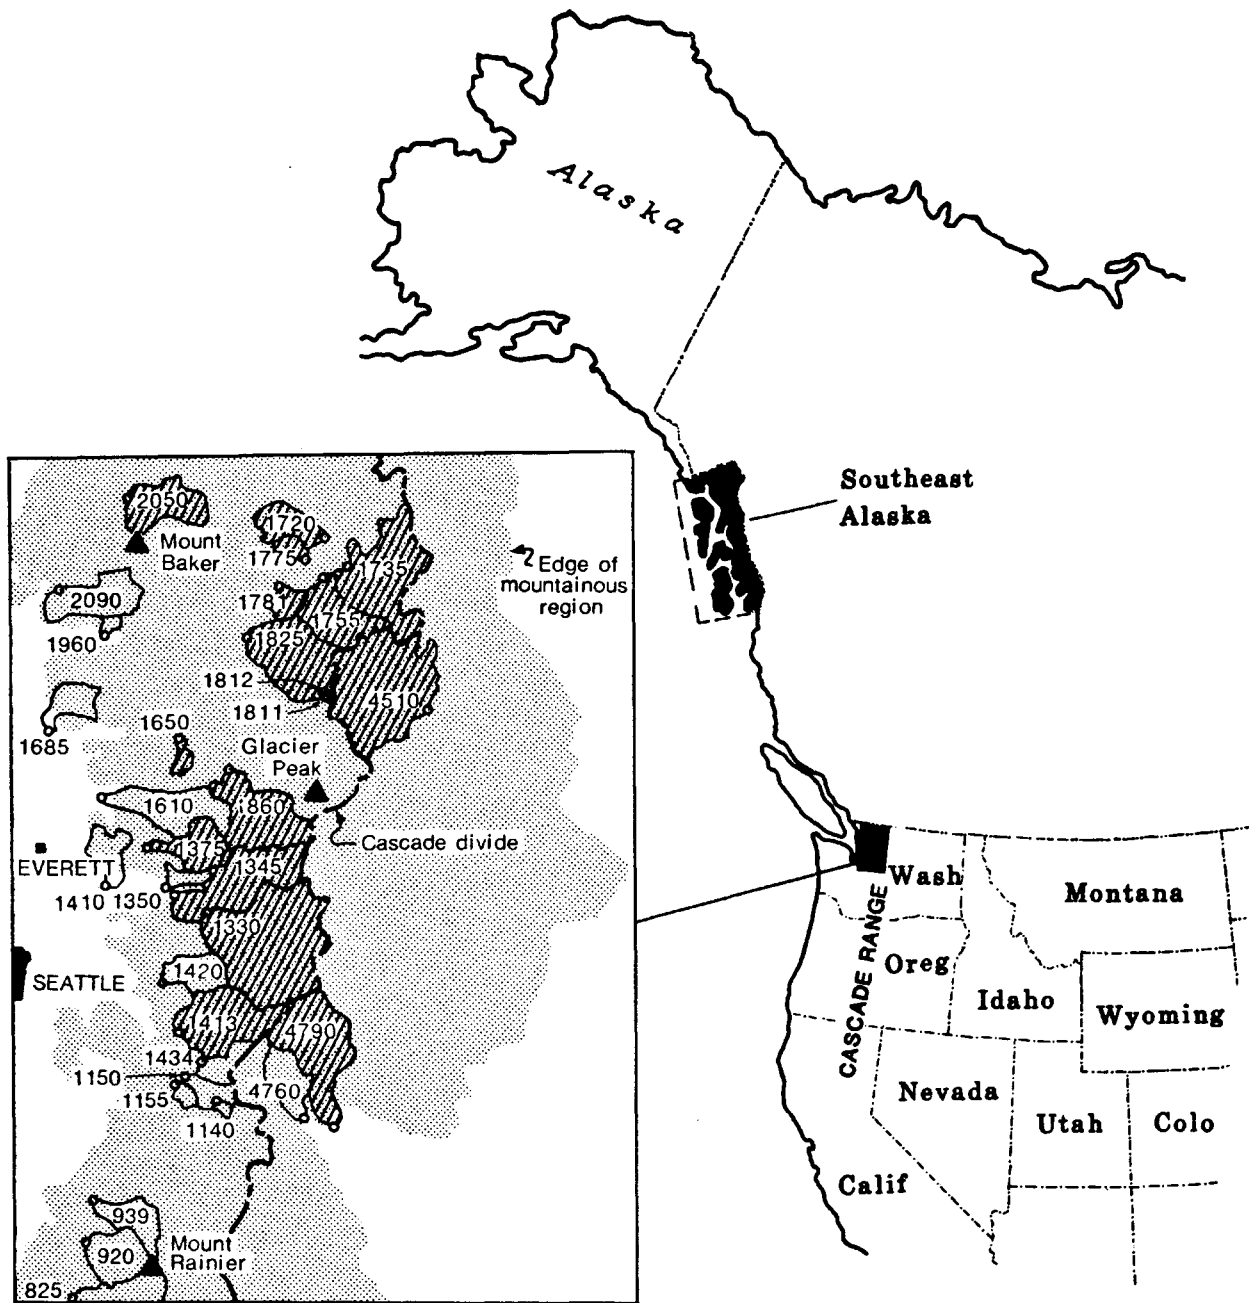 Alaska
Southeast
Alaska
2050
1720
Mount
Baker
1775
1735
Edge of
mountainous
region
2090
1781
1755
1960
1825
1812
4510
1811
1685
1650
Glacier
Peak
1610
1860
Cascade divide
1375
EVERETT
1345
1410
1350
1330
1420
SEATTLE
1413
4790
1434
1150
4760
1155
1140
939
Mount
Rainier
920
825
Wash
Montana
CASCADE RANGE
Oreg
Idaho
Wyoming
Nevada
Utah
Colo
Calif